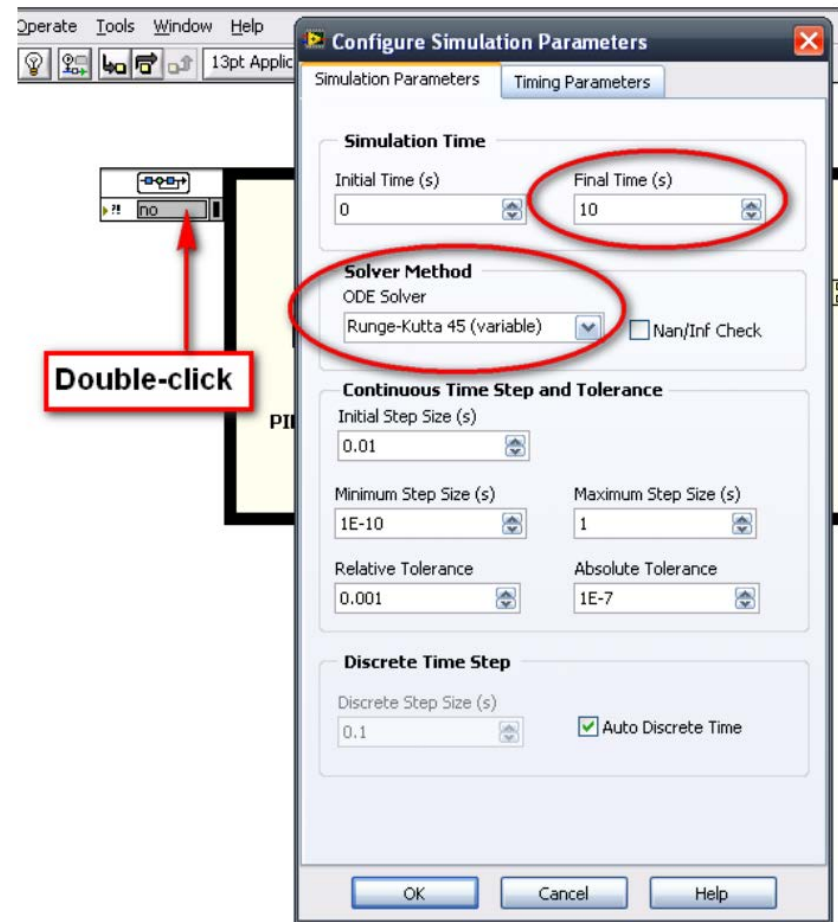 Operate Tools Window Help
13pt Applic
Configure Simulation Parameters
Simulation Parameters Timing Parameters
Simulation Time
Initial Time (s) Final Time (s)
0 10
?! no
Solver Method
ODE Solver
Runge-Kutta 45 (variable) Nan/Inf Check
Double-click
Continuous Time Step and Tolerance
Initial Step Size (s)
PI
0.01
Minimum Step Size (s) Maximum Step Size (s)
1E-10 1
Relative Tolerance Absolute Tolerance
0.001 1E-7
Discrete Time Step
Discrete Step Size (s)
0.1 Auto Discrete Time
OK Cancel Help